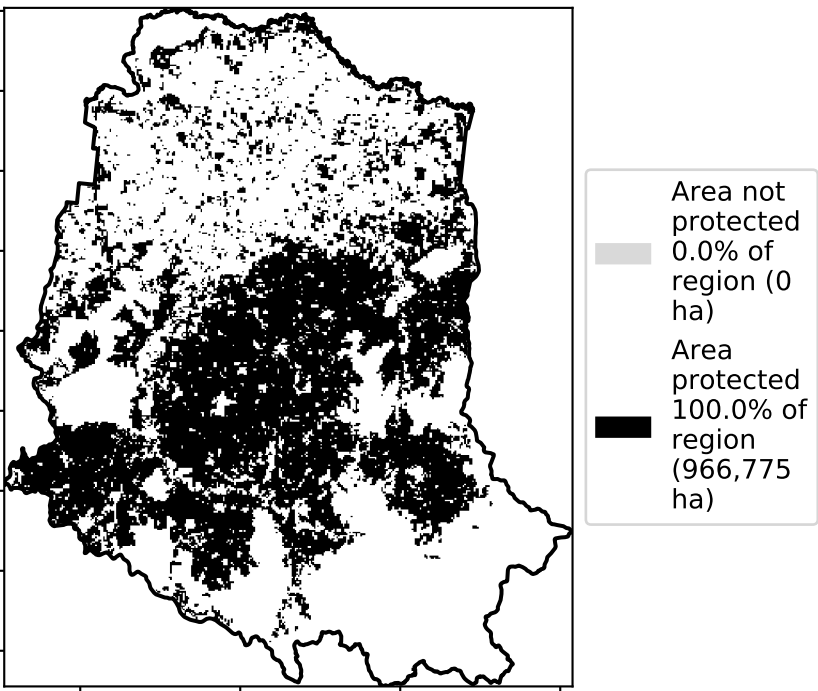 Area not
protected
0.0% of
region (0
ha)
Area
protected
100.0% of
region
(966,775
ha)